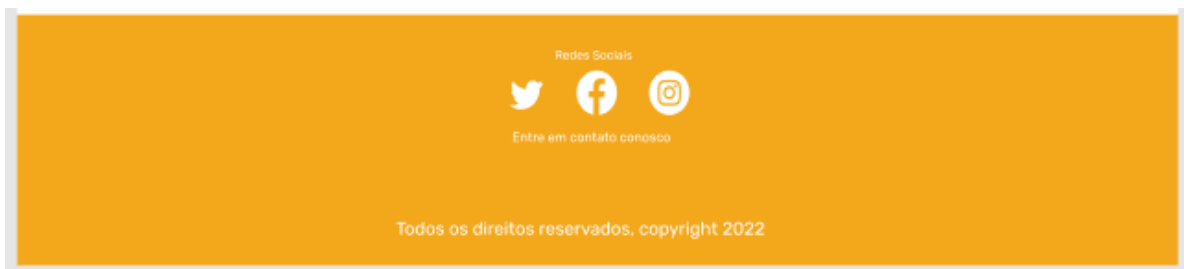 Redes Sociais
Entre em contato conosco
Todos os direitos reservados, copyright 2022